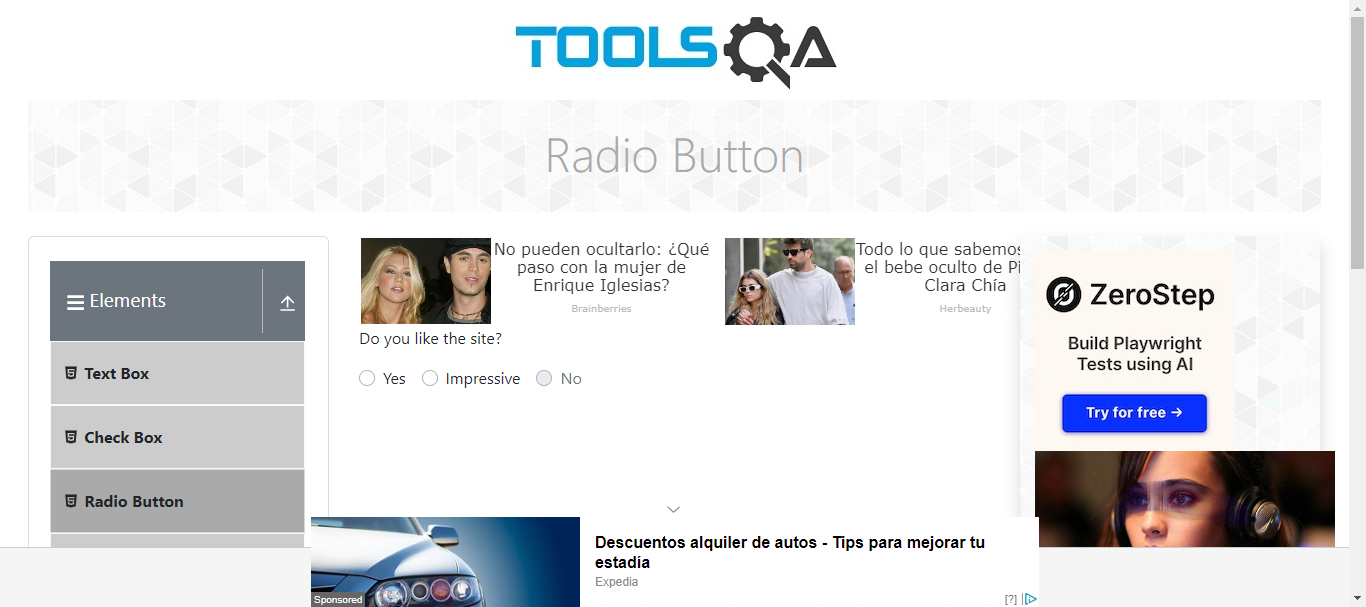 TOOLSQA
Radio Button
Elements
Text Box
Check Box
Radio Button
No pueden ocultarlo: ¿Qué
paso con la mujer de
Enrique Iglesias?
Brainberries
Todo lo que sabemos
el bebe oculto de Pi
Clara Chía
Herbeauty
Do you like the site?
Yes
Impressive
No
ZeroStep
Build Playwright
Tests using AI
Try for free →
Descuentos alquiler de autos - Tips para mejorar tu
estadía
Expedia
Sponsored
[?]